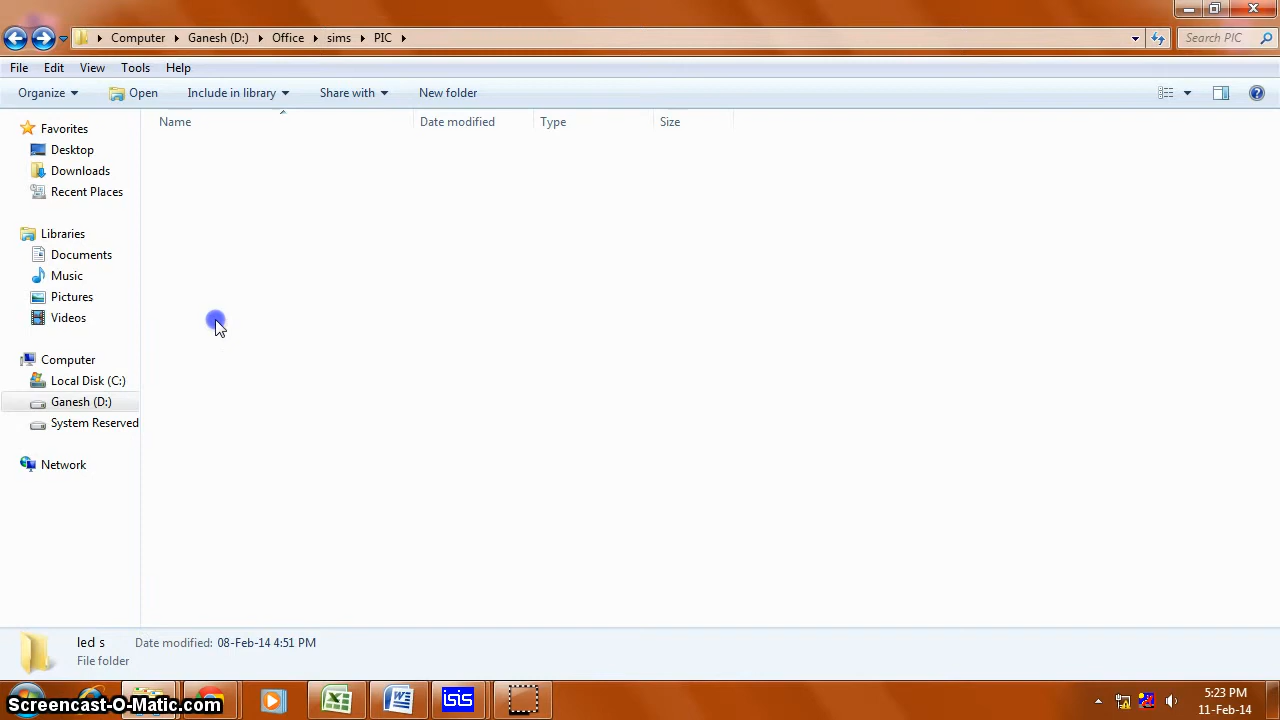 Computer Ganesh (D:) Office sims PIC
Search PIC
File Edit View Tools Help
Organize Open Include in library Share with New folder
Name Date modified Type Size
Favorites
Desktop
Downloads
Recent Places
Libraries
Documents
Music
Pictures
Videos
Computer
Local Disk (C:)
Ganesh (D:)
System Reserved
Network
led s Date modified: 08-Feb-14 4:51 PM
File folder
isis
5:23 PM
11-Feb-14
Screencast-O-Matic.com